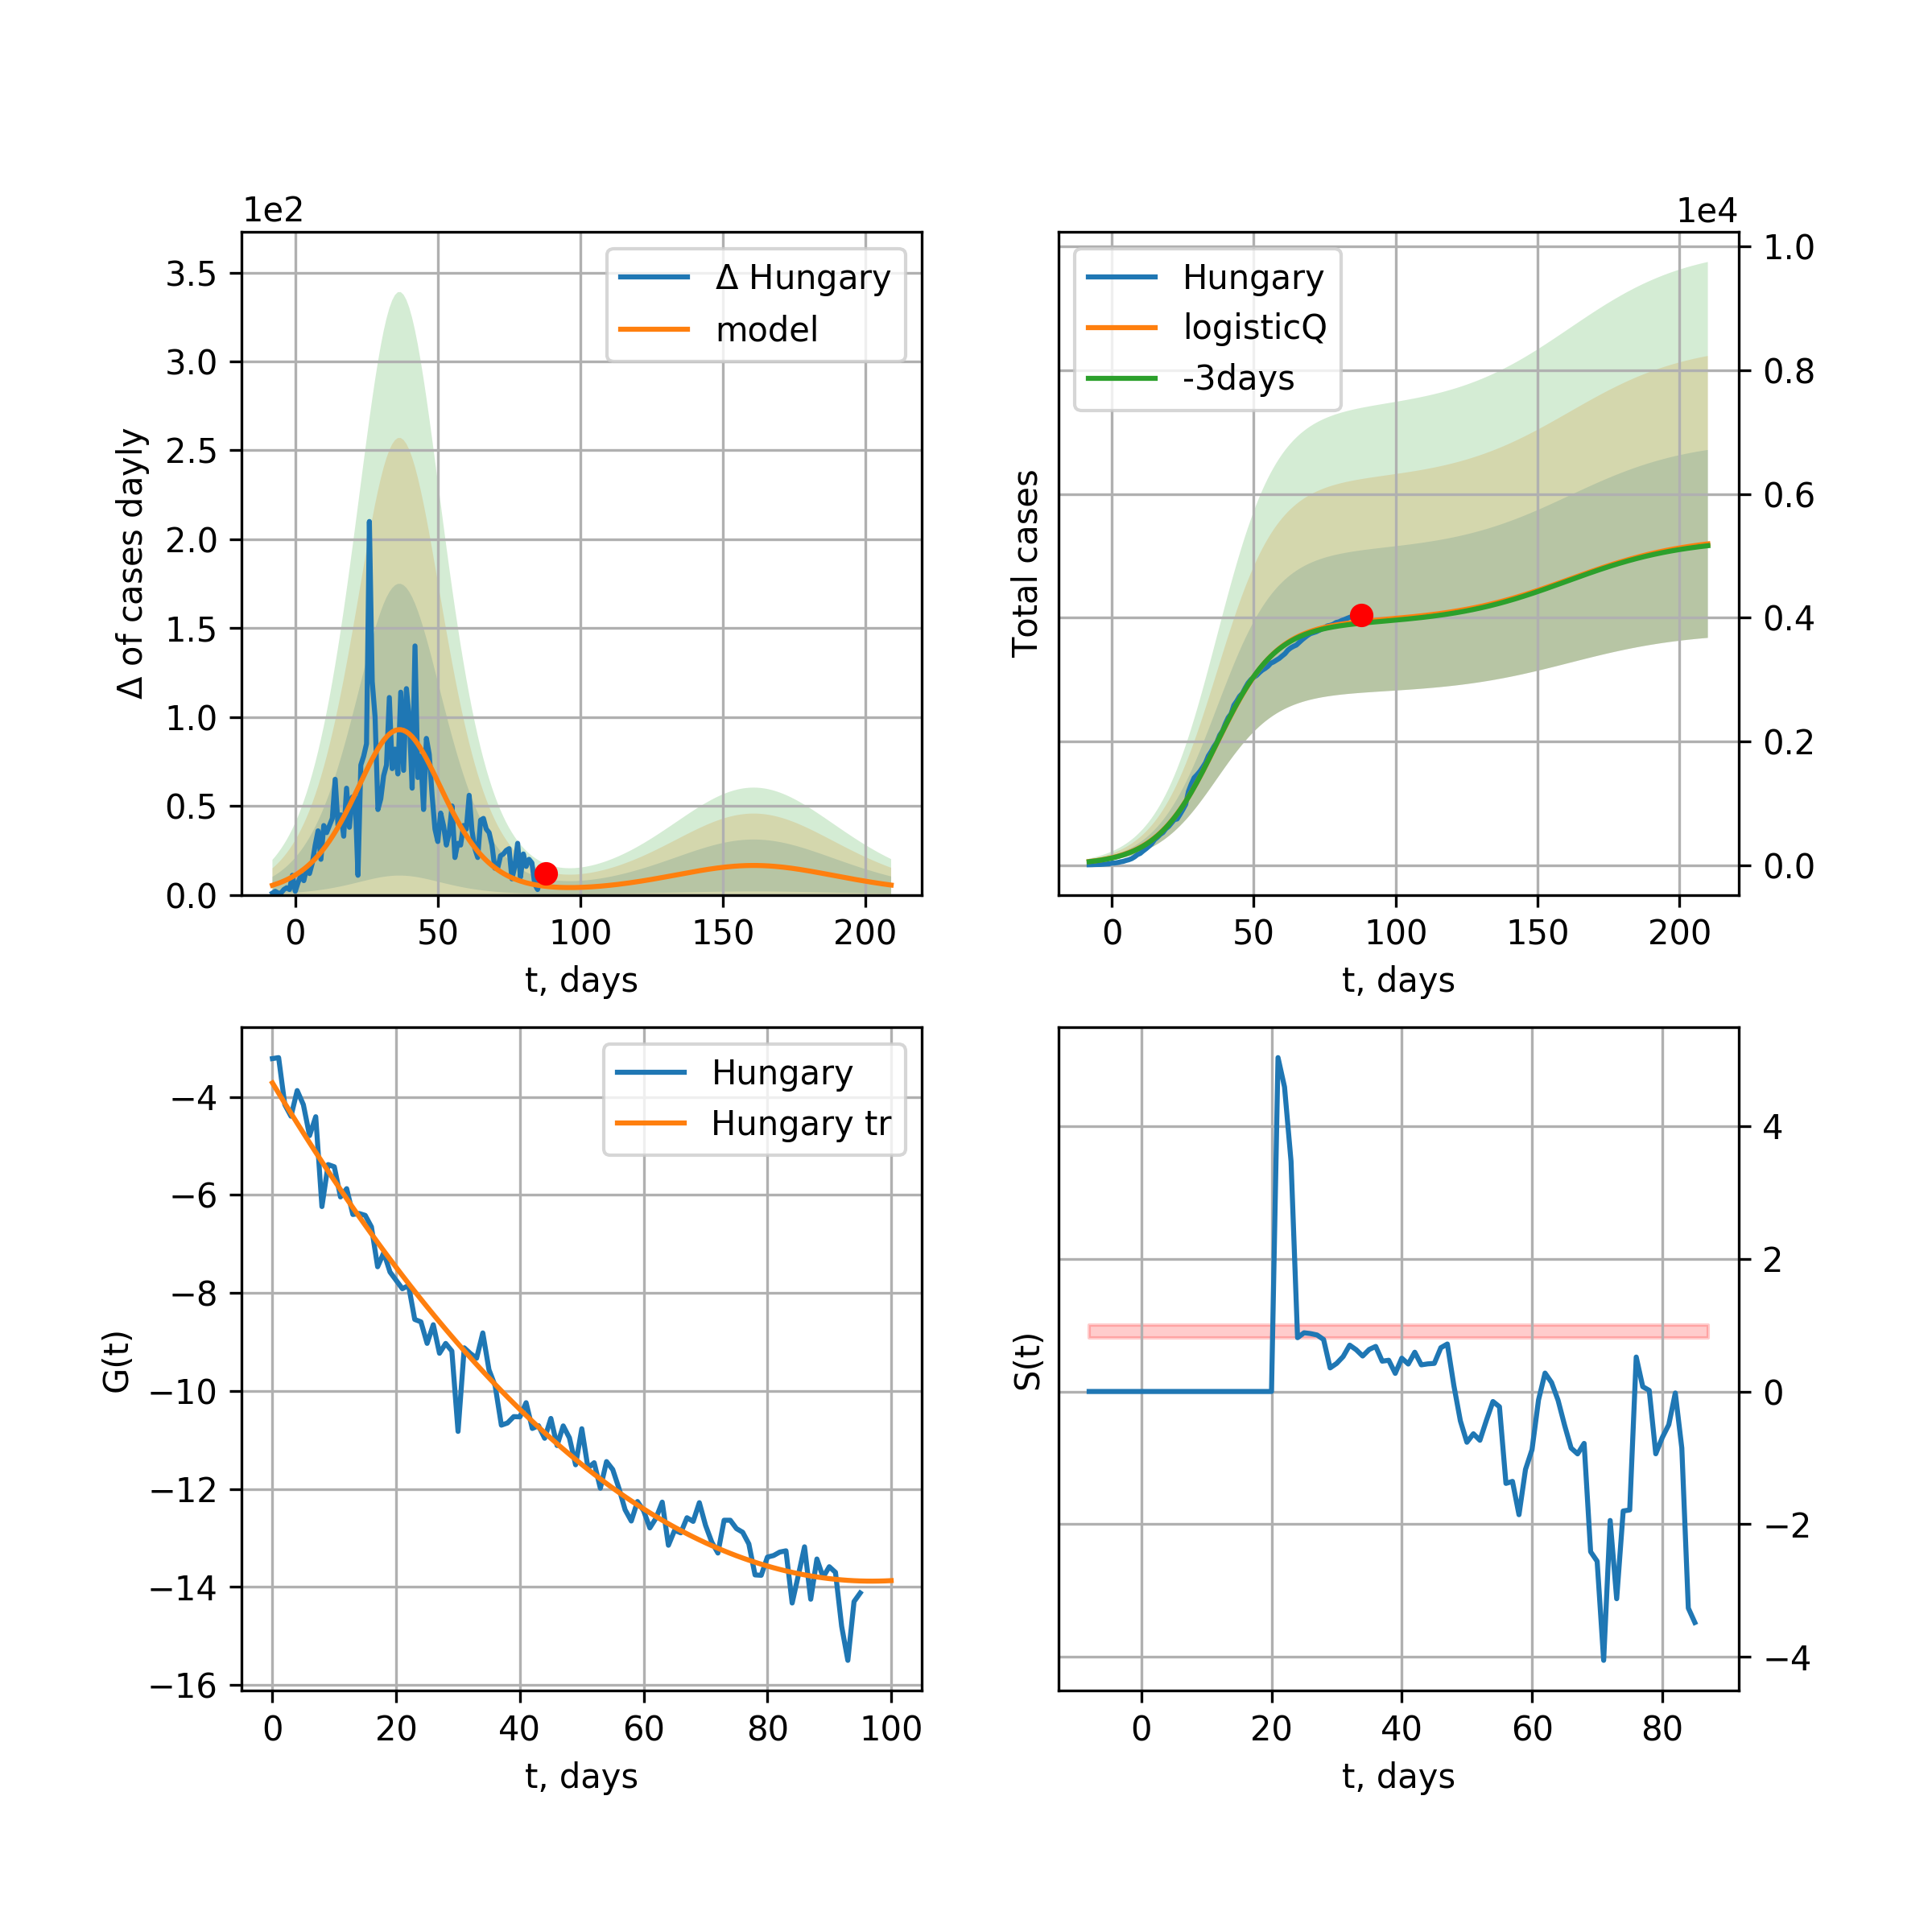 1e2
3.5
3.0
2.5
2.0
1.5
1.0
0.5
0.0
Δ of cases dayly
Δ Hungary
model
0 50 100 150 200
t, days
1e4
1.0
0.8
0.6
0.4
0.2
0.0
Total cases
Hungary
logisticQ
-3days
0 50 100 150 200
t, days
−4
−6
−8
−10
−12
−14
−16
G(t)
Hungary
Hungary tr
0 20 40 60 80 100
t, days
4
2
0
−2
−4
S(t)
0 20 40 60 80
t, days